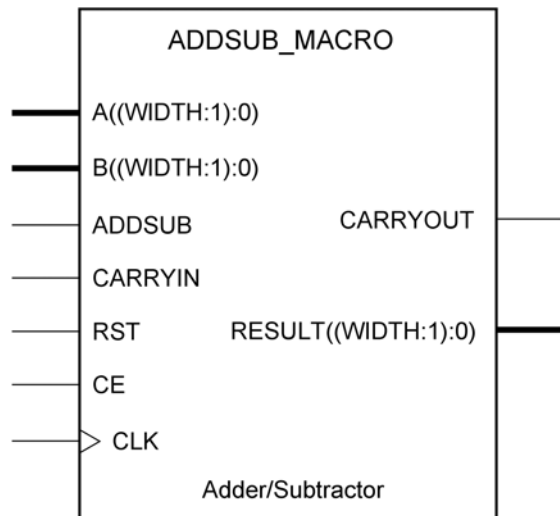 ADDSUB_MACRO
A((WIDTH:1):0)
B((WIDTH:1):0)
ADDSUB
CARRYOUT
CARRYIN
RST
RESULT((WIDTH:1):0)
CE
CLK
Adder/Subtractor